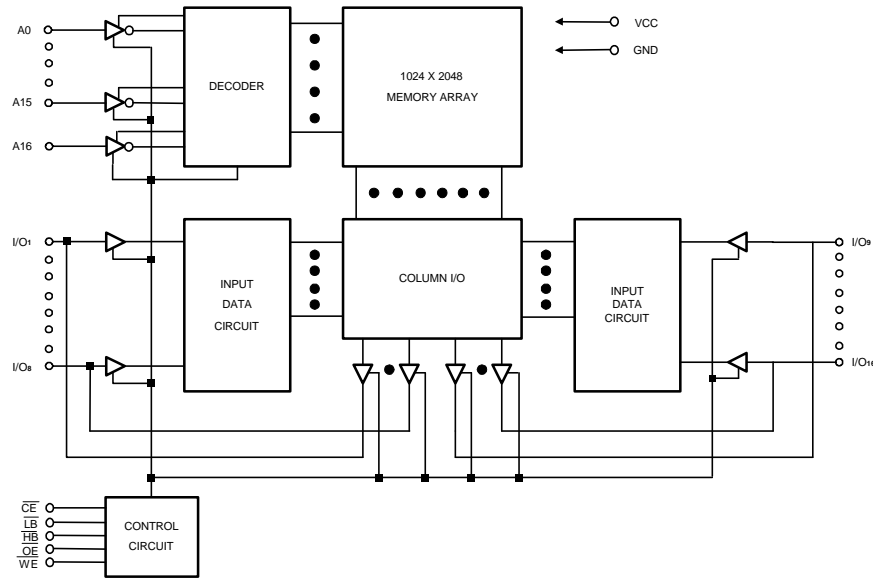 A0
A15
A16
DECODER
1024 X 2048
MEMORY ARRAY
VCC
GND
I/O1
I/O8
INPUT
DATA
CIRCUIT
COLUMN I/O
INPUT
DATA
CIRCUIT
I/O9
I/O16
CE
LB
HB
OE
WE
CONTROL
CIRCUIT